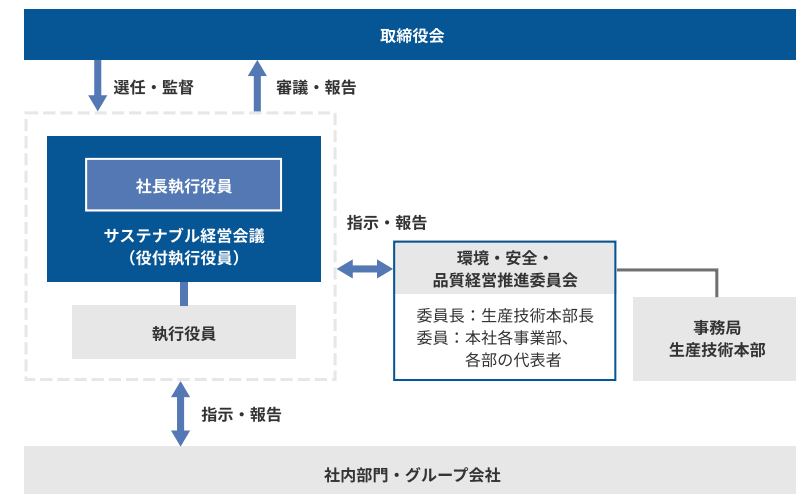 取締役会
選任・監督
審議・報告
社長執行役員
サステナブル経営会議
（役付執行役員）
執行役員
指示・報告
環境・安全・
品質経営推進委員会
委員長：生産技術本部長
委員：本社各事業部、
各部の代表者
事務局
生産技術本部
指示・報告
社内部門・グループ会社